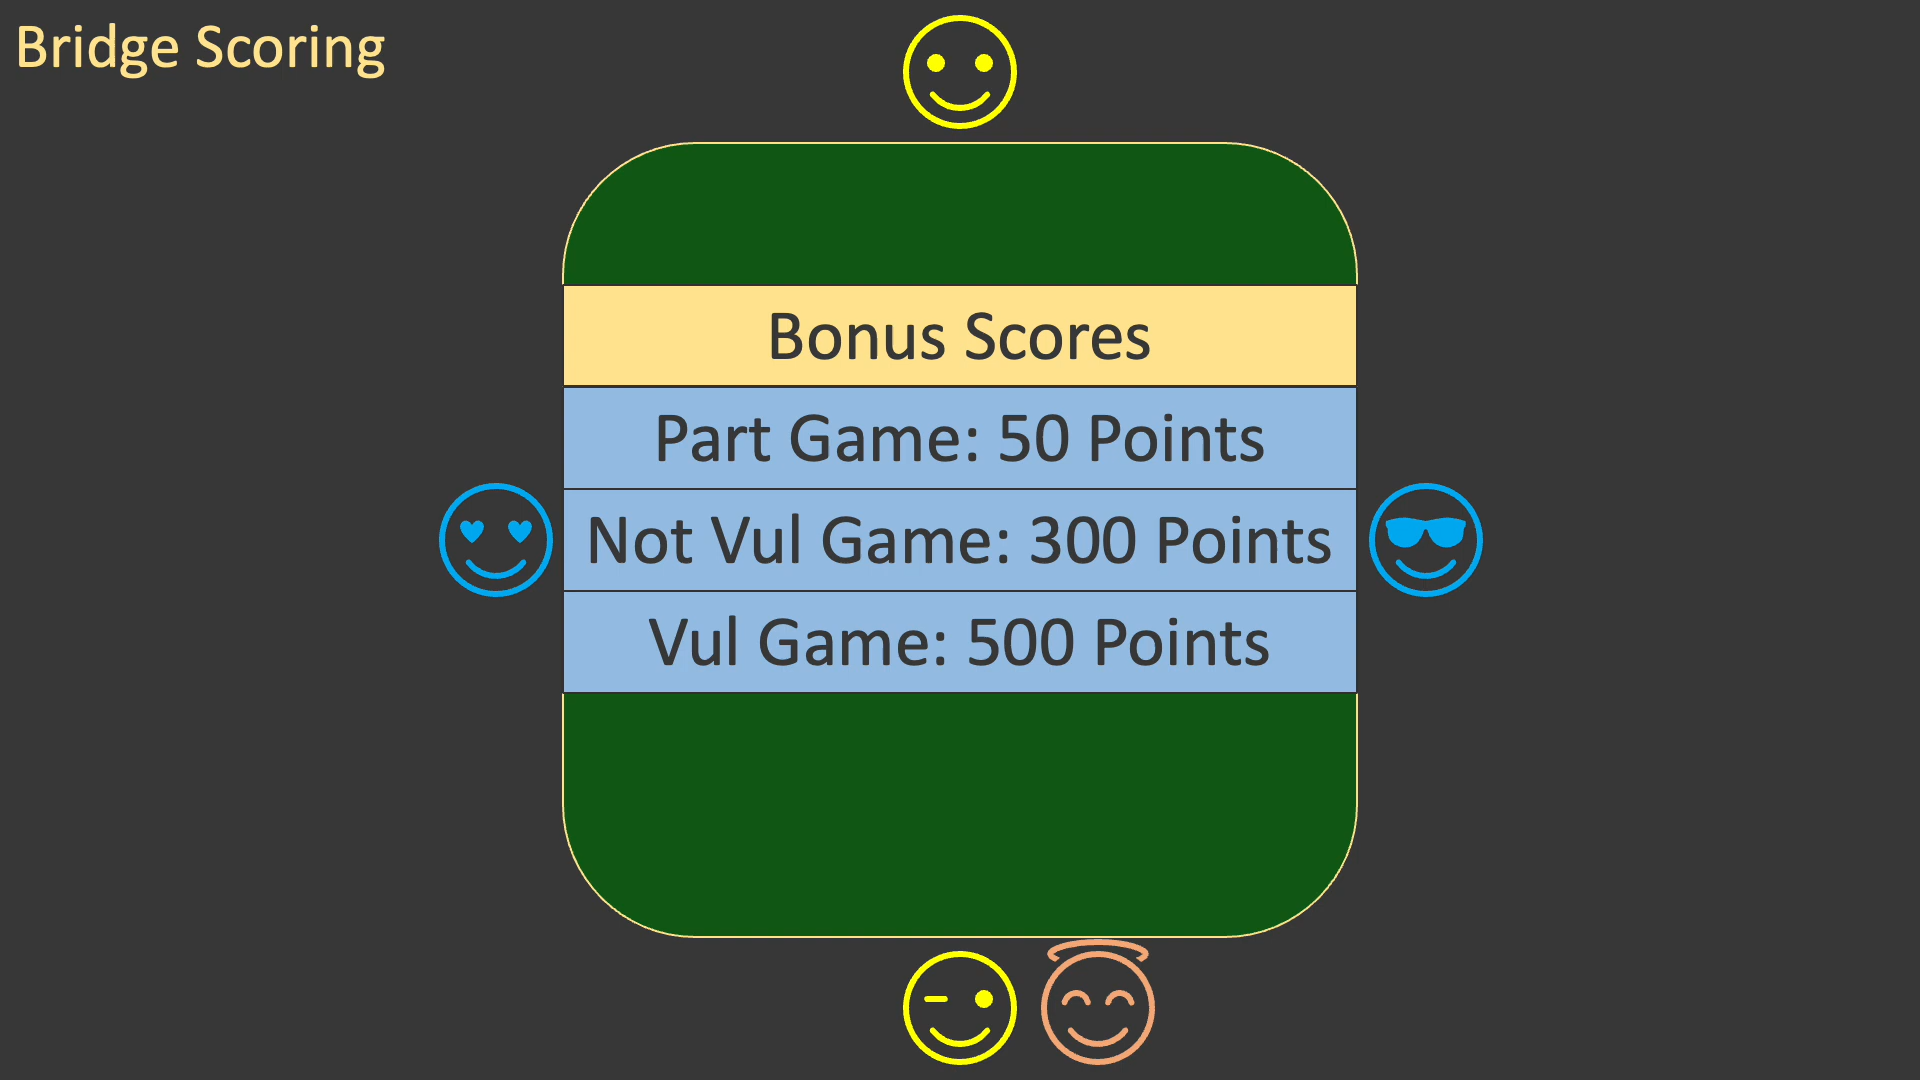 Bridge Scoring
Bonus Scores
Part Game: 50 Points
Not Vul Game: 300 Points
Vul Game: 500 Points